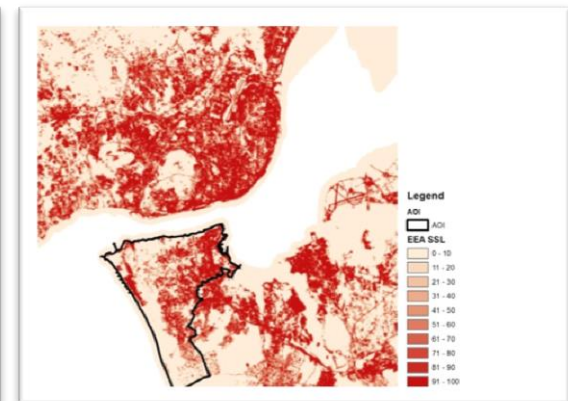 Legend
AOI
AOI
EEA SSL
0 - 10
11 - 20
21 - 30
31 - 40
41 - 50
51 - 60
61 - 70
71 - 80
81 - 90
91 - 100